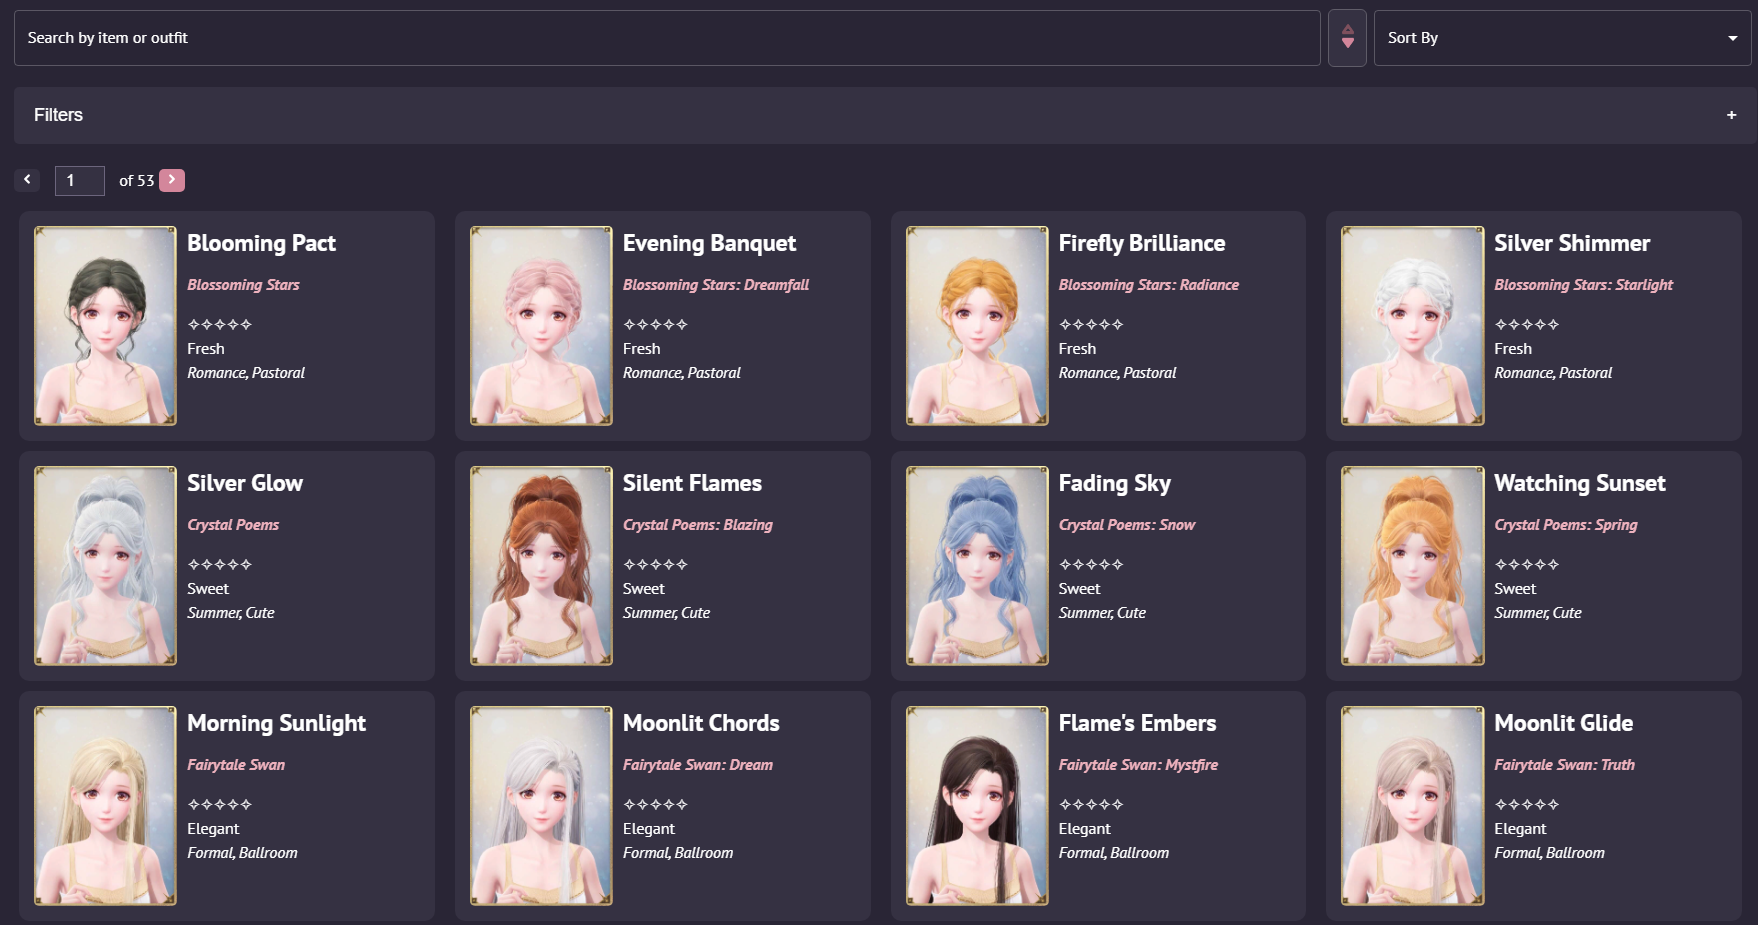 Search by item or outfit
Sort By
Filters
+
1 of 53
Blooming Pact
Blossoming Stars
✧✧✧✧✧
Fresh
Romance, Pastoral
Evening Banquet
Blossoming Stars: Dreamfall
✧✧✧✧✧
Fresh
Romance, Pastoral
Firefly Brilliance
Blossoming Stars: Radiance
✧✧✧✧✧
Fresh
Romance, Pastoral
Silver Shimmer
Blossoming Stars: Starlight
✧✧✧✧✧
Fresh
Romance, Pastoral
Silver Glow
Crystal Poems
✧✧✧✧✧
Sweet
Summer, Cute
Silent Flames
Crystal Poems: Blazing
✧✧✧✧✧
Sweet
Summer, Cute
Fading Sky
Crystal Poems: Snow
✧✧✧✧✧
Sweet
Summer, Cute
Watching Sunset
Crystal Poems: Spring
✧✧✧✧✧
Sweet
Summer, Cute
Morning Sunlight
Fairytale Swan
✧✧✧✧✧
Elegant
Formal, Ballroom
Moonlit Chords
Fairytale Swan: Dream
✧✧✧✧✧
Elegant
Formal, Ballroom
Flame's Embers
Fairytale Swan: Mystfire
✧✧✧✧✧
Elegant
Formal, Ballroom
Moonlit Glide
Fairytale Swan: Truth
✧✧✧✧✧
Elegant
Formal, Ballroom